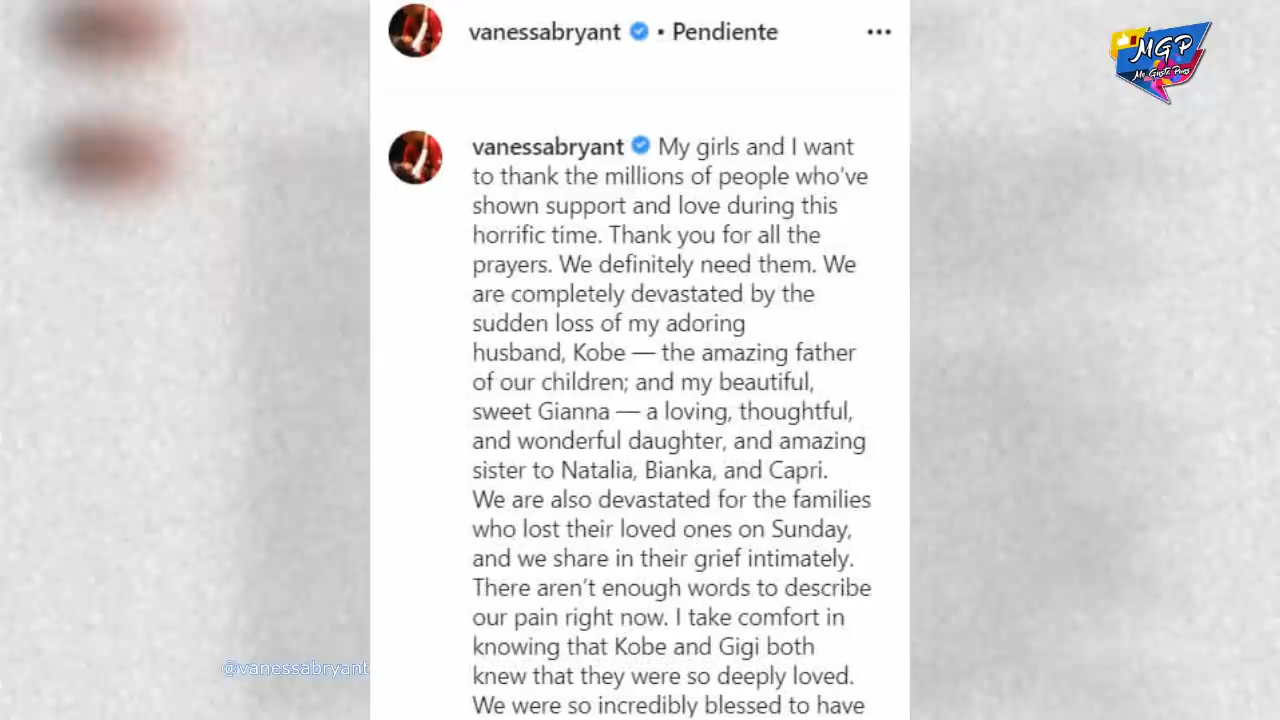 vanessabryant • Pendiente
MGP
Me Gusta Pues
vanessabryant My girls and I want
to thank the millions of people who've
shown support and love during this
horrific time. Thank you for all the
prayers. We definitely need them. We
are completely devastated by the
sudden loss of my adoring
husband, Kobe — the amazing father
of our children; and my beautiful,
sweet Gianna — a loving, thoughtful,
and wonderful daughter, and amazing
sister to Natalia, Bianka, and Capri.
We are also devastated for the families
who lost their loved ones on Sunday,
and we share in their grief intimately.
There aren't enough words to describe
our pain right now. I take comfort in
knowing that Kobe and Gigi both
knew that they were so deeply loved.
We were so incredibly blessed to have
@vanessabryant